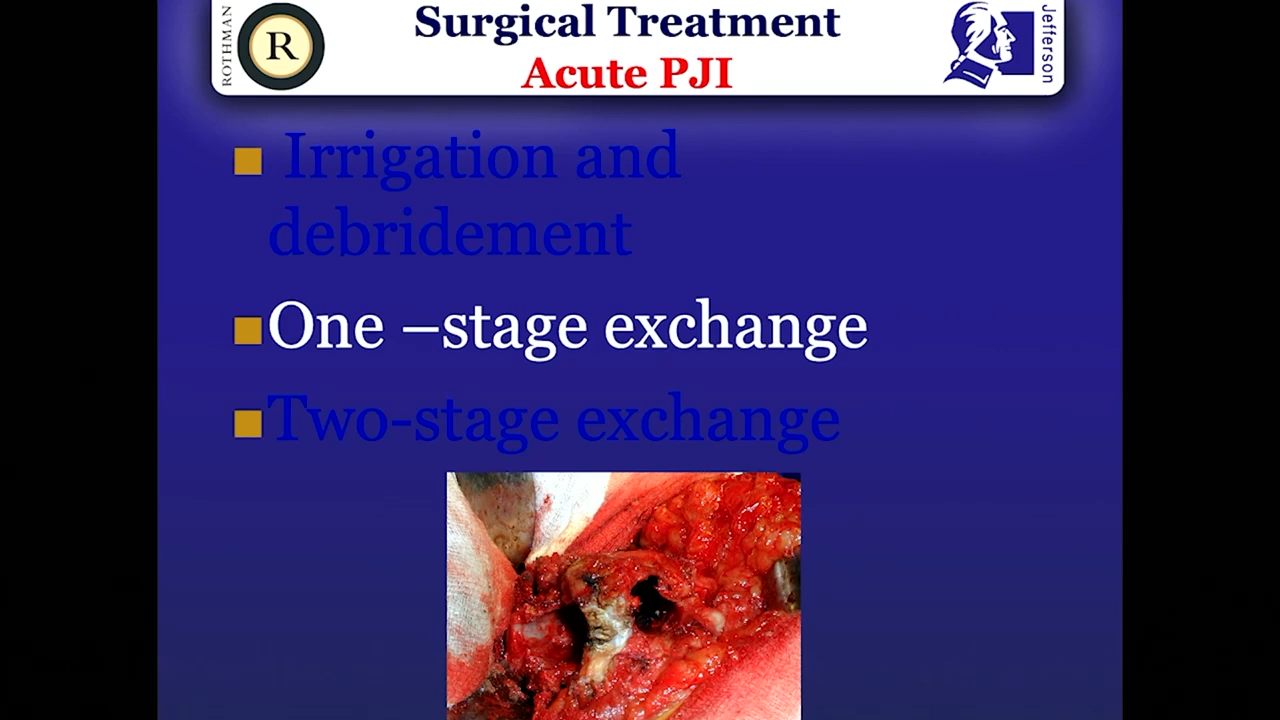 ROTHMAN
R
Surgical Treatment
Acute PJI
Jefferson
Irrigation and
debridement
One –stage exchange
Two-stage exchange